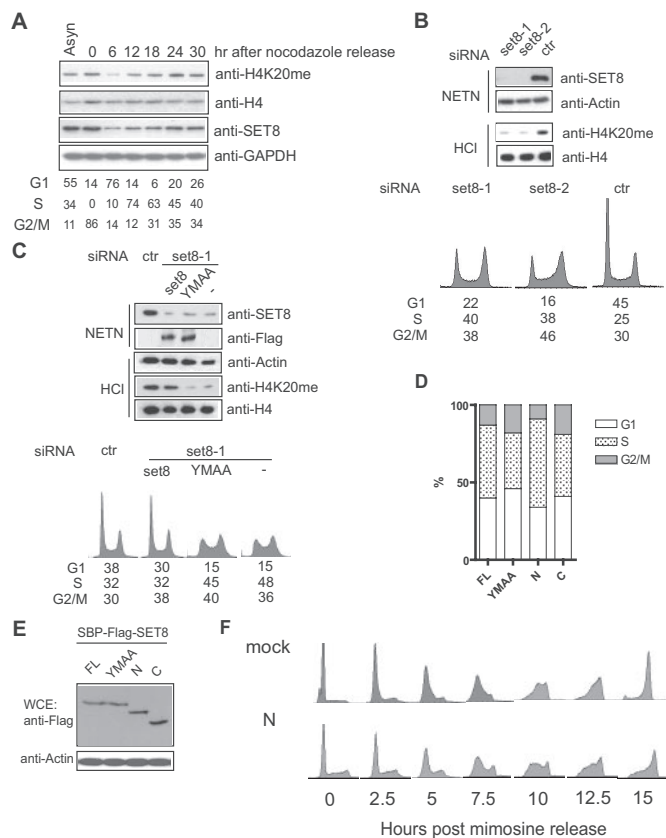 A
Asyn 0 6 12 18 24 30 hr after nocodazole release
anti-H4K20me
anti-H4
anti-SET8
anti-GAPDH
G1 55 14 76 14 6 20 26
S 34 0 10 74 63 45 40
G2/M 11 86 14 12 31 35 34
B
siRNA set8-1 set8-2 ctr
NETN
anti-SET8
anti-Actin
HCl
anti-H4K20me
anti-H4
siRNA set8-1 set8-2 ctr
G1 22 16 45
S 40 38 25
G2/M 38 46 30
C
siRNA ctr set8-1
set8 YMAA -
NETN
anti-SET8
anti-Flag
anti-Actin
HCl
anti-H4K20me
anti-H4
siRNA ctr set8-1
set8 YMAA -
G1 38 30 15 15
S 32 32 45 48
G2/M 30 38 40 36
D
100
50
0
%
FL YMAA N C
G1
S
G2/M
E
SBP-Flag-SET8
FL YMAA N C
WCE:
anti-Flag
anti-Actin
F
mock
N
0 2.5 5 7.5 10 12.5 15
Hours post mimosine release